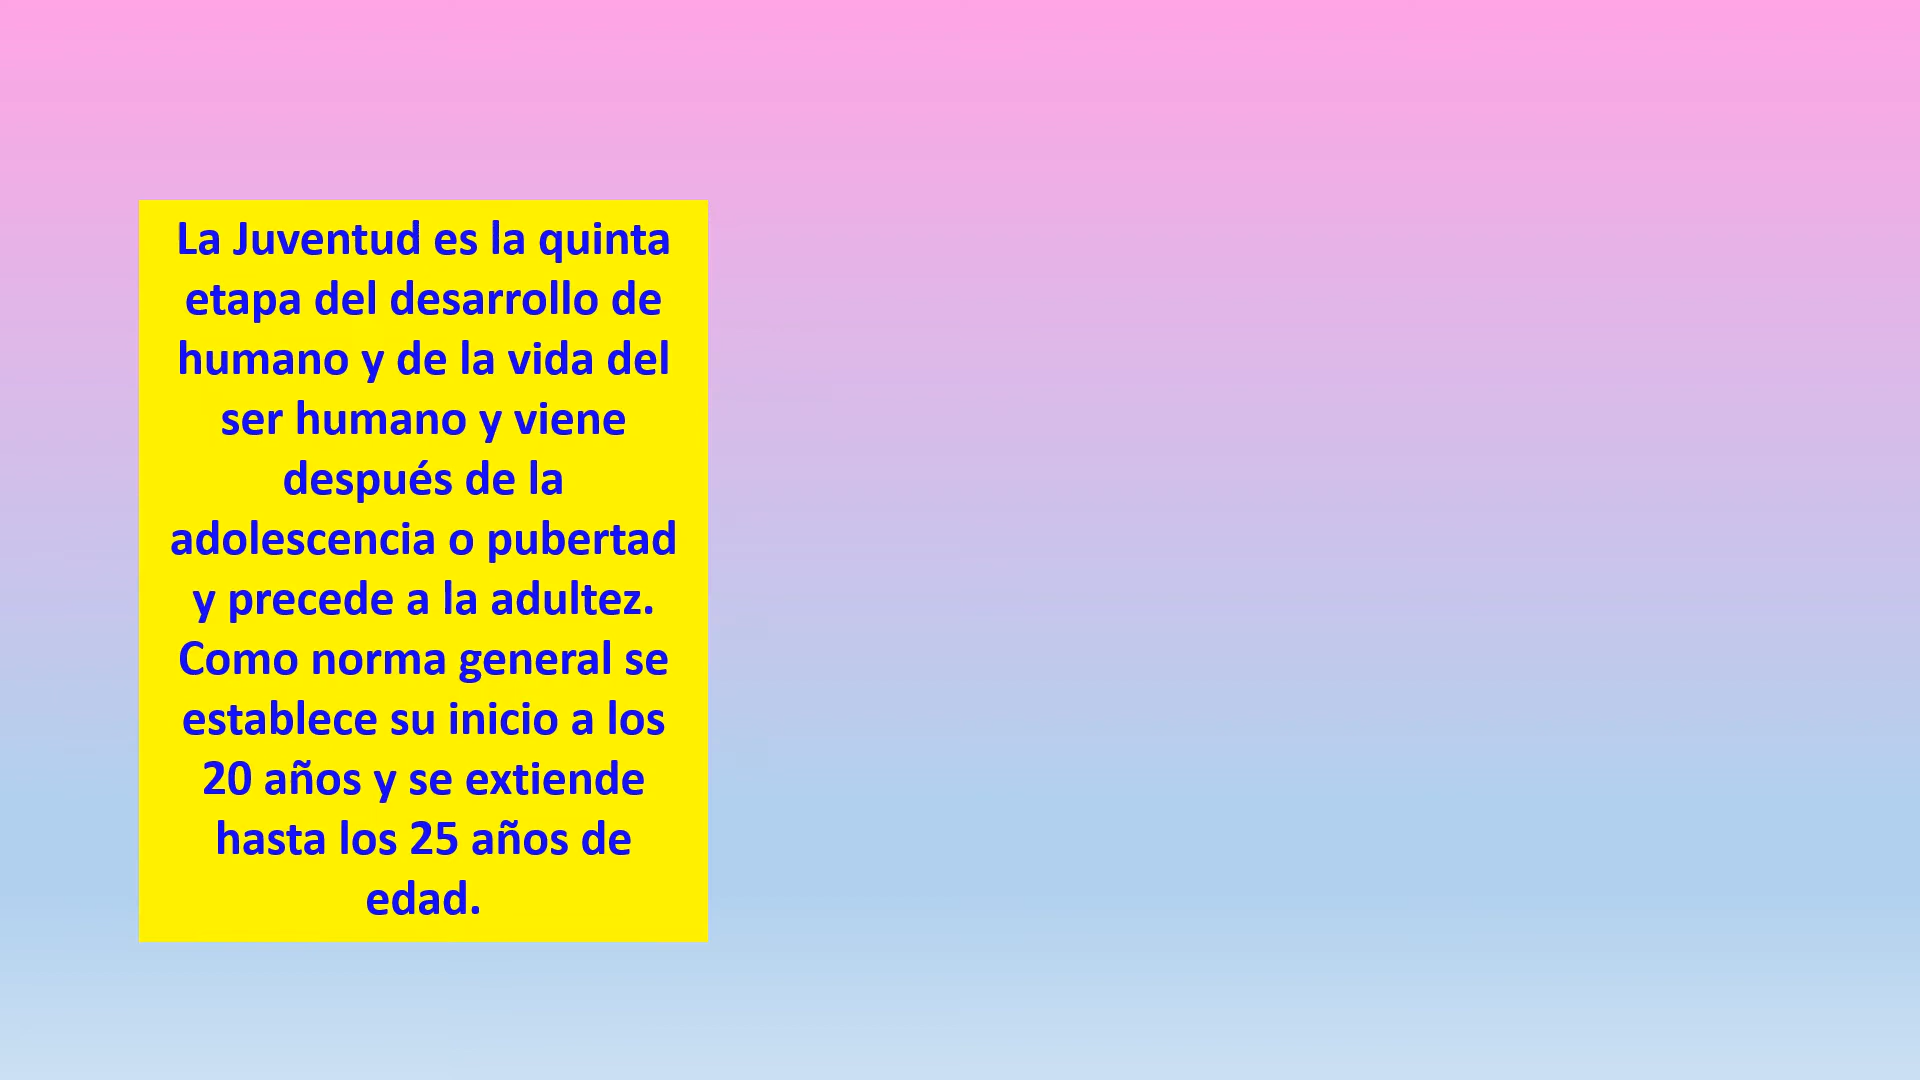 La Juventud es la quinta
etapa del desarrollo de
humano y de la vida del
ser humano y viene
después de la
adolescencia o pubertad
y precede a la adultez.
Como norma general se
establece su inicio a los
20 años y se extiende
hasta los 25 años de
edad.